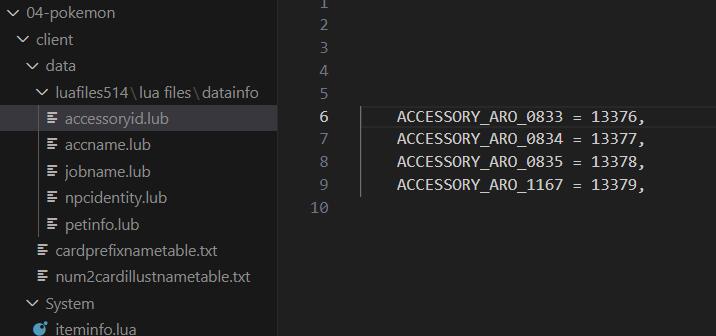 04-pokemon
client
data
luafiles514\lua files\datainfo
accessoryid.lub
accname.lub
jobname.lub
npcidentity.lub
petinfo.lub
cardprefixnametable.txt
num2cardillustnametable.txt
System
iteminfo.lua
1
2
3
4
5
6 ACCESSORY_ARO_0833 = 13376,
7 ACCESSORY_ARO_0834 = 13377,
8 ACCESSORY_ARO_0835 = 13378,
9 ACCESSORY_ARO_1167 = 13379,
10